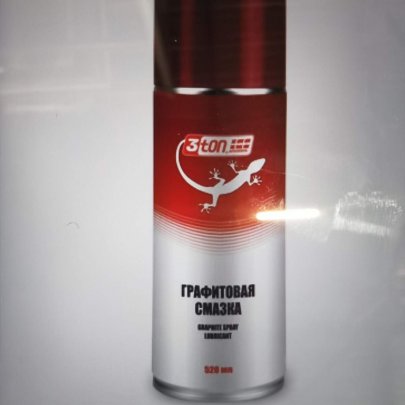 3ton
ГРАФИТОВАЯ
СМАЗКА
GRAPHITE SPRAY
LUBRICANT
520 мл